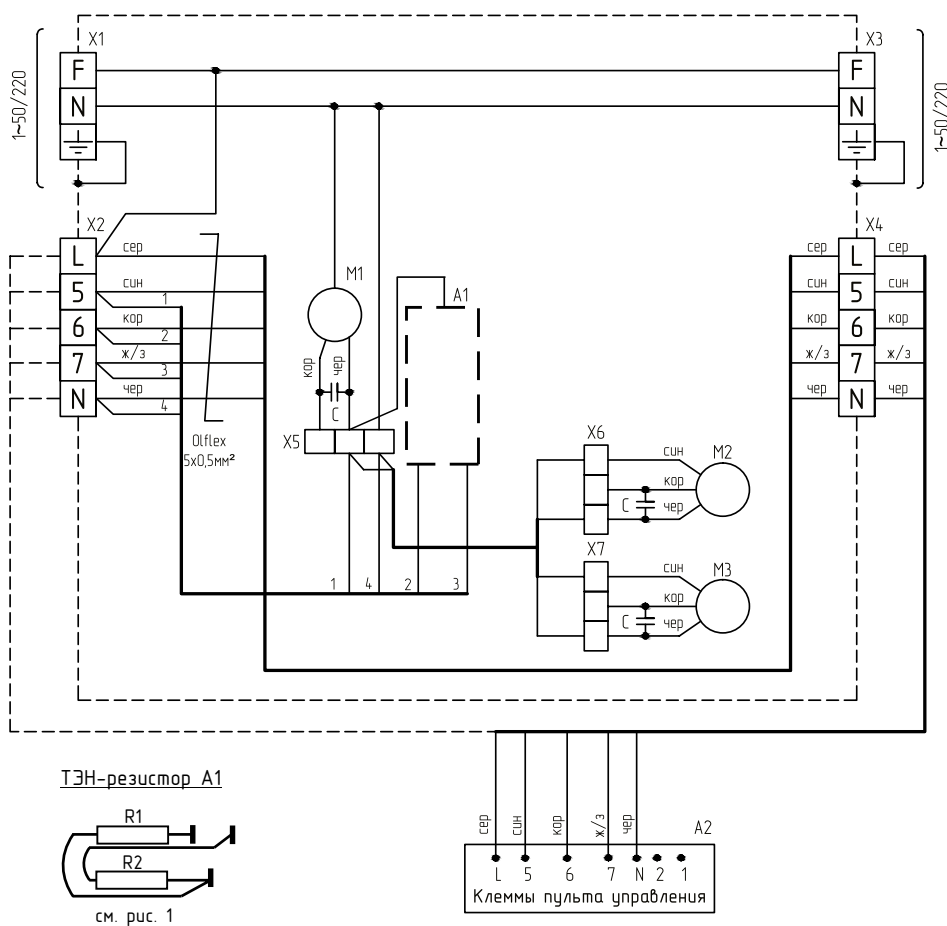 X1
X3
F
F
N
N
1~50/220
1~50/220
X2
X4
L
сер
сер
L
сер
5
син
1
син
5
син
6
кор
2
кор
6
кор
7
ж/з
3
ж/з
7
ж/з
N
чер
4
чер
N
чер
Olflex
5x0,5мм²
M1
A1
кор
чер
C
X5
X6
син
M2
кор
C
чер
X7
син
M3
кор
C
чер
1
4
2
3
ТЭН-резистор A1
R1
R2
см. рис. 1
сер
син
кор
ж/з
чер
A2
L
5
6
7
N
2
1
Клеммы пульта управления